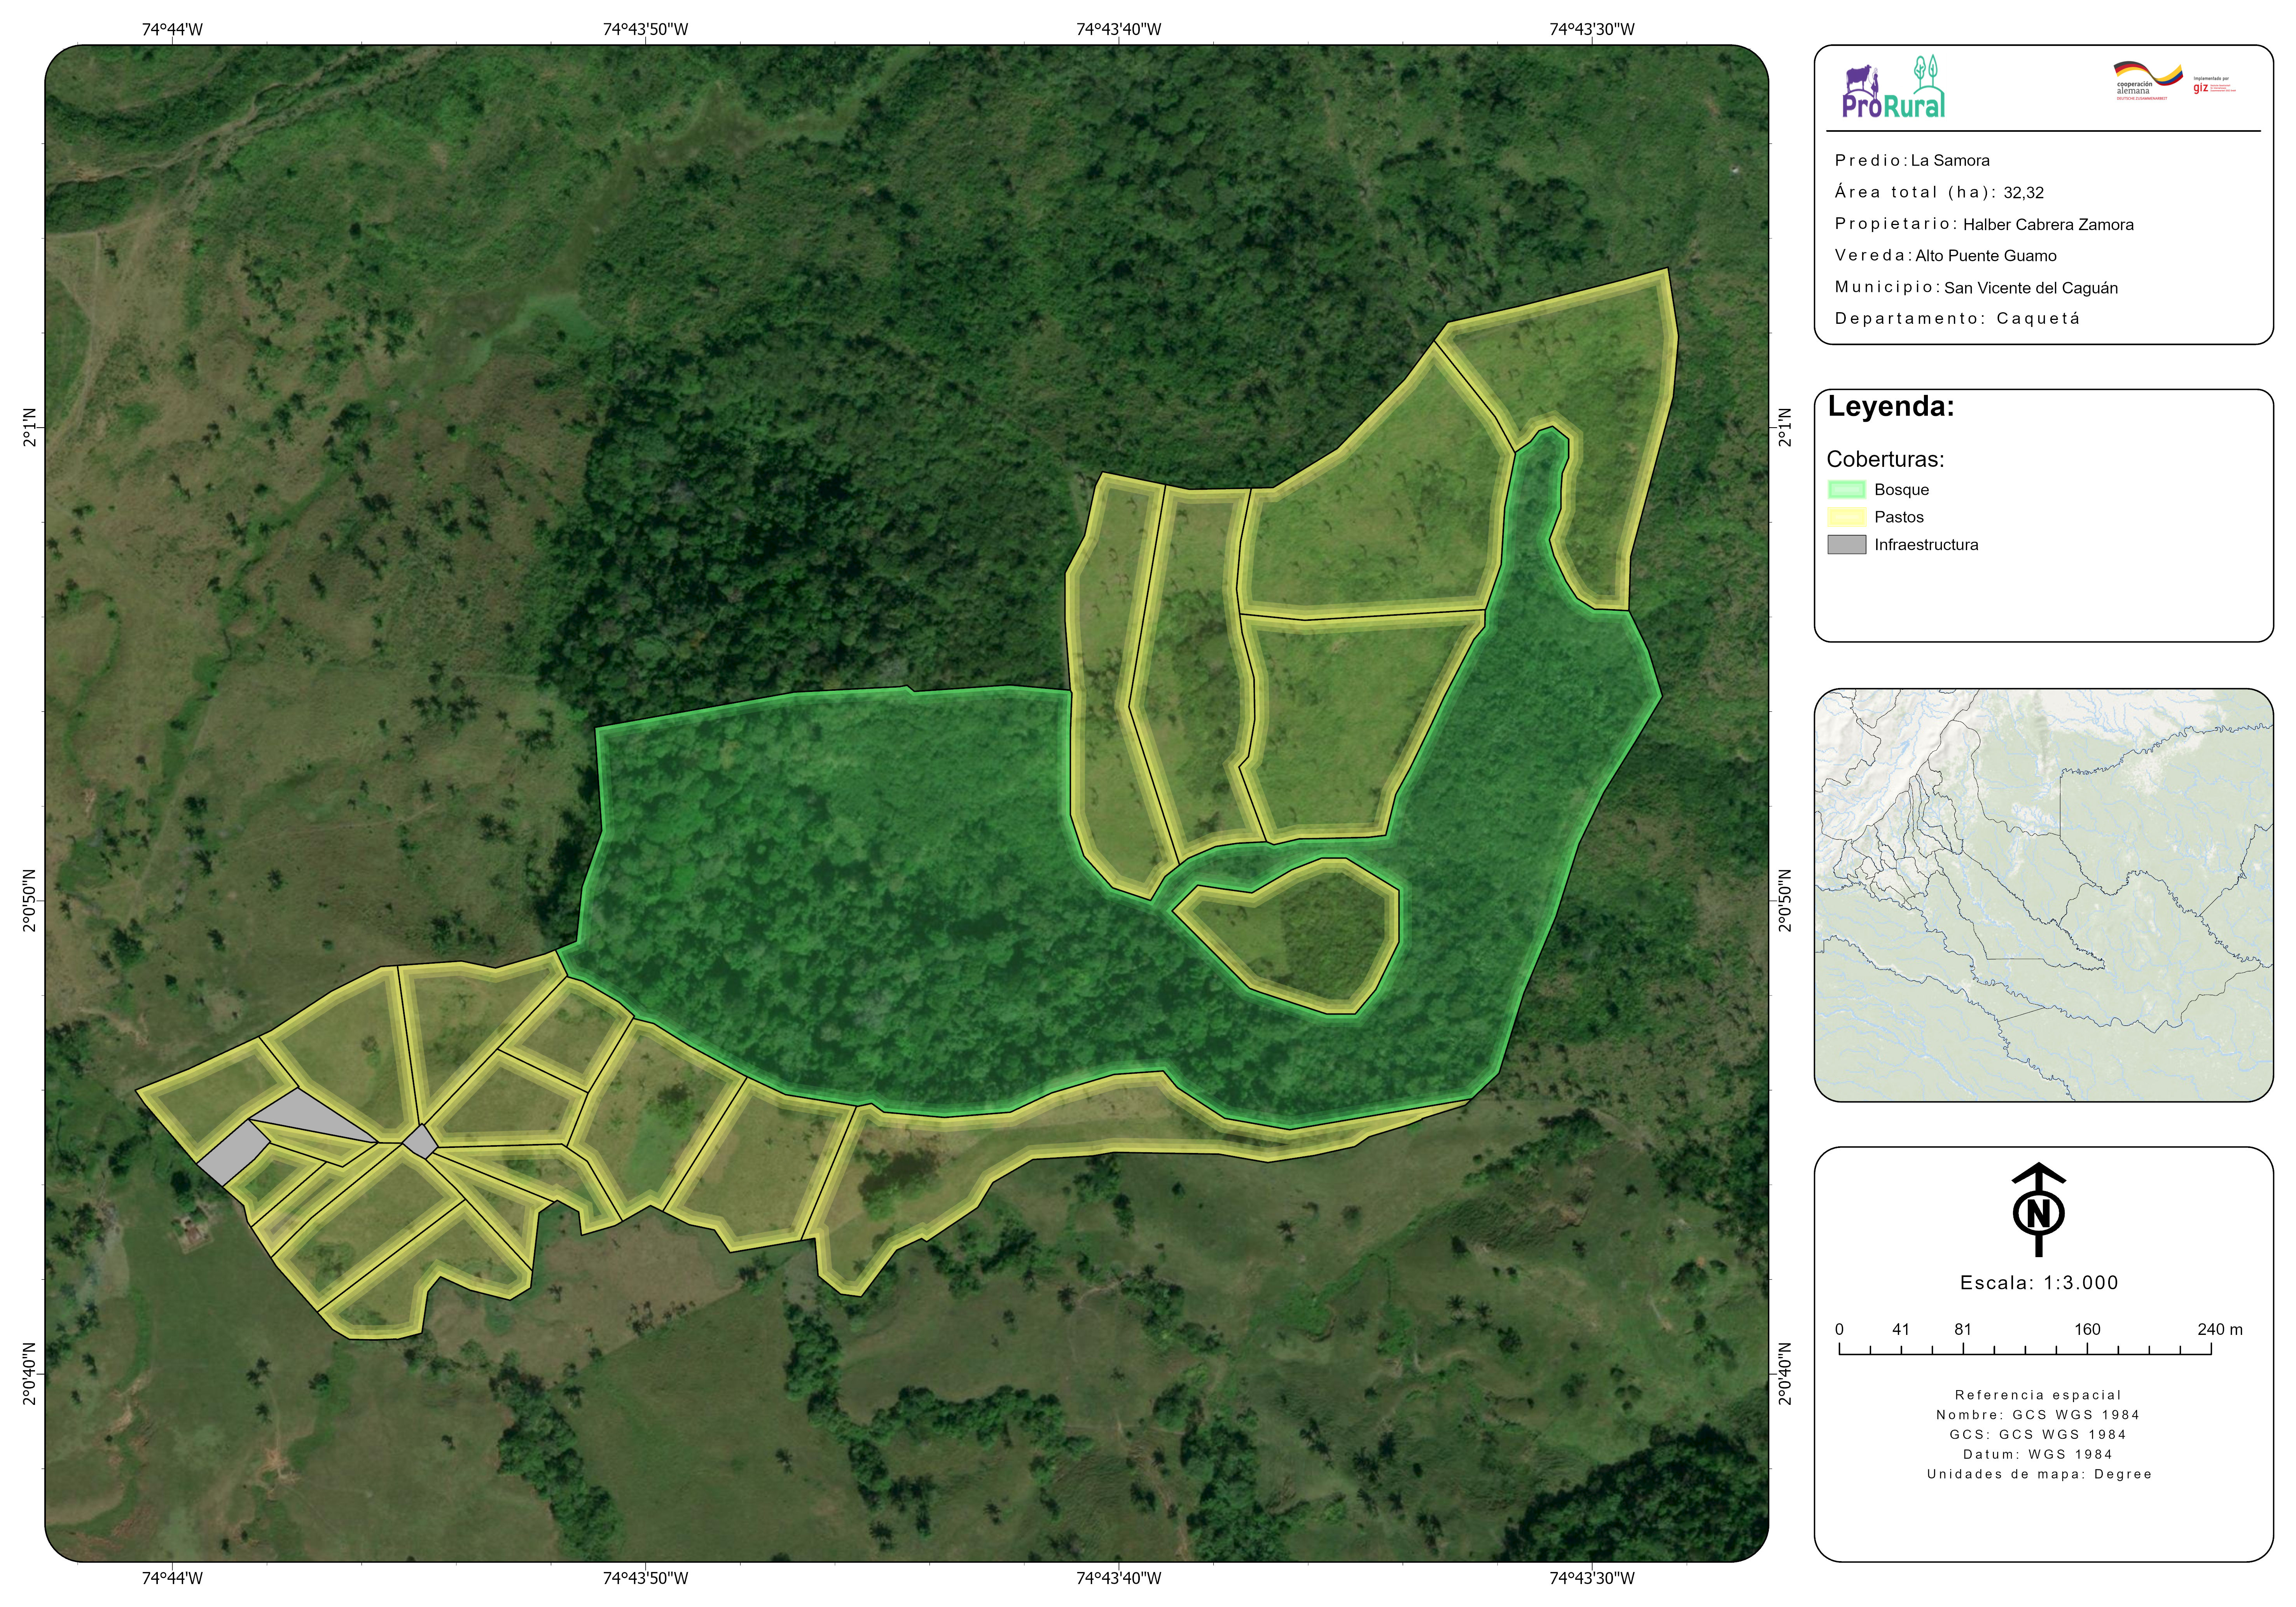 74°44'W
74°43'50"W
74°43'40"W
74°43'30"W
2°1'N
2°0'50"N
2°0'40"N
2°1'N
2°0'50"N
2°0'40"N
74°44'W
74°43'50"W
74°43'40"W
74°43'30"W
ProRural
cooperación
alemana
DEUTSCHE ZUSAMMENARBEIT
Implementada por
giz
Predio: La Samora
Área total (ha): 32,32
Propietario: Halber Cabrera Zamora
Vereda: Alto Puente Guamo
Municipio: San Vicente del Caguán
Departamento: Caquetá
Leyenda:
Coberturas:
Bosque
Pastos
Infraestructura
N
Escala: 1:3.000
0 41 81 160 240 m
Referencia espacial
Nombre: GCS WGS 1984
GCS: GCS WGS 1984
Datum: WGS 1984
Unidades de mapa: Degree